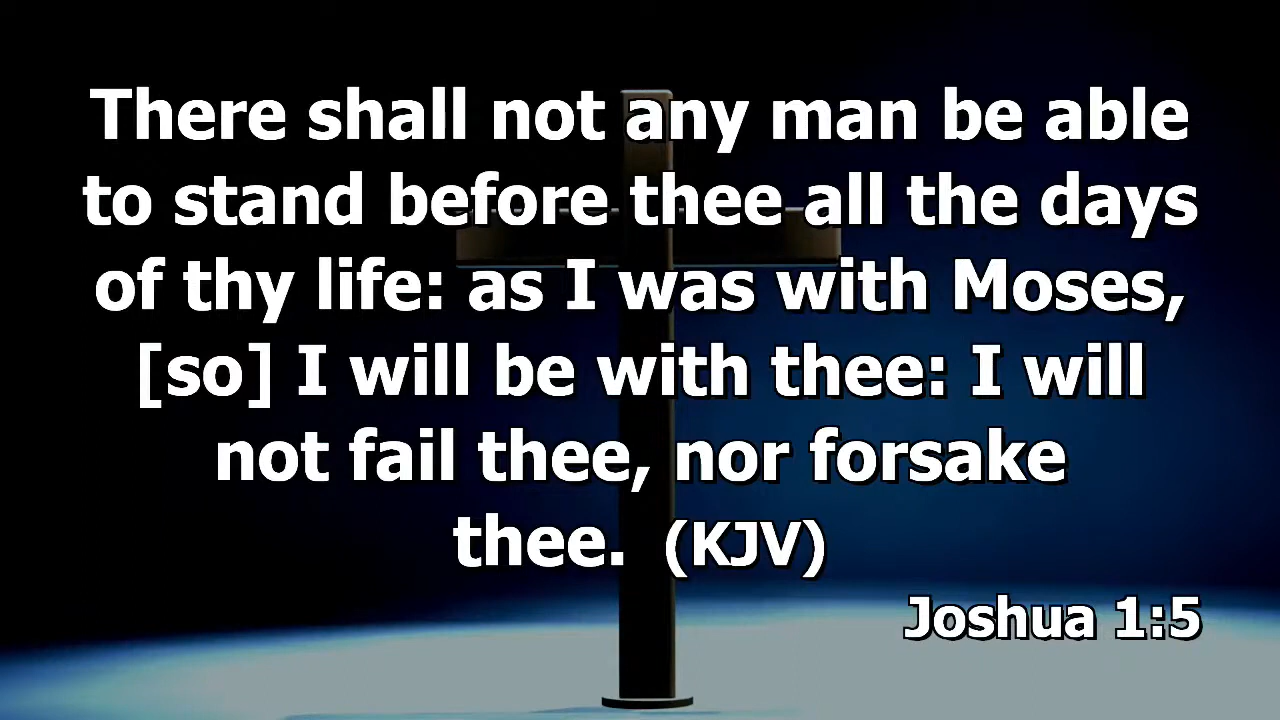 There shall not any man be able
to stand before thee all the days
of thy life: as I was with Moses,
[so] I will be with thee: I will
not fail thee, nor forsake
thee. (KJV)
Joshua 1:5